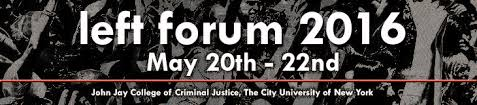 left forum 2016
May 20th - 22nd
John Jay College of Criminal Justice, The City University of New York